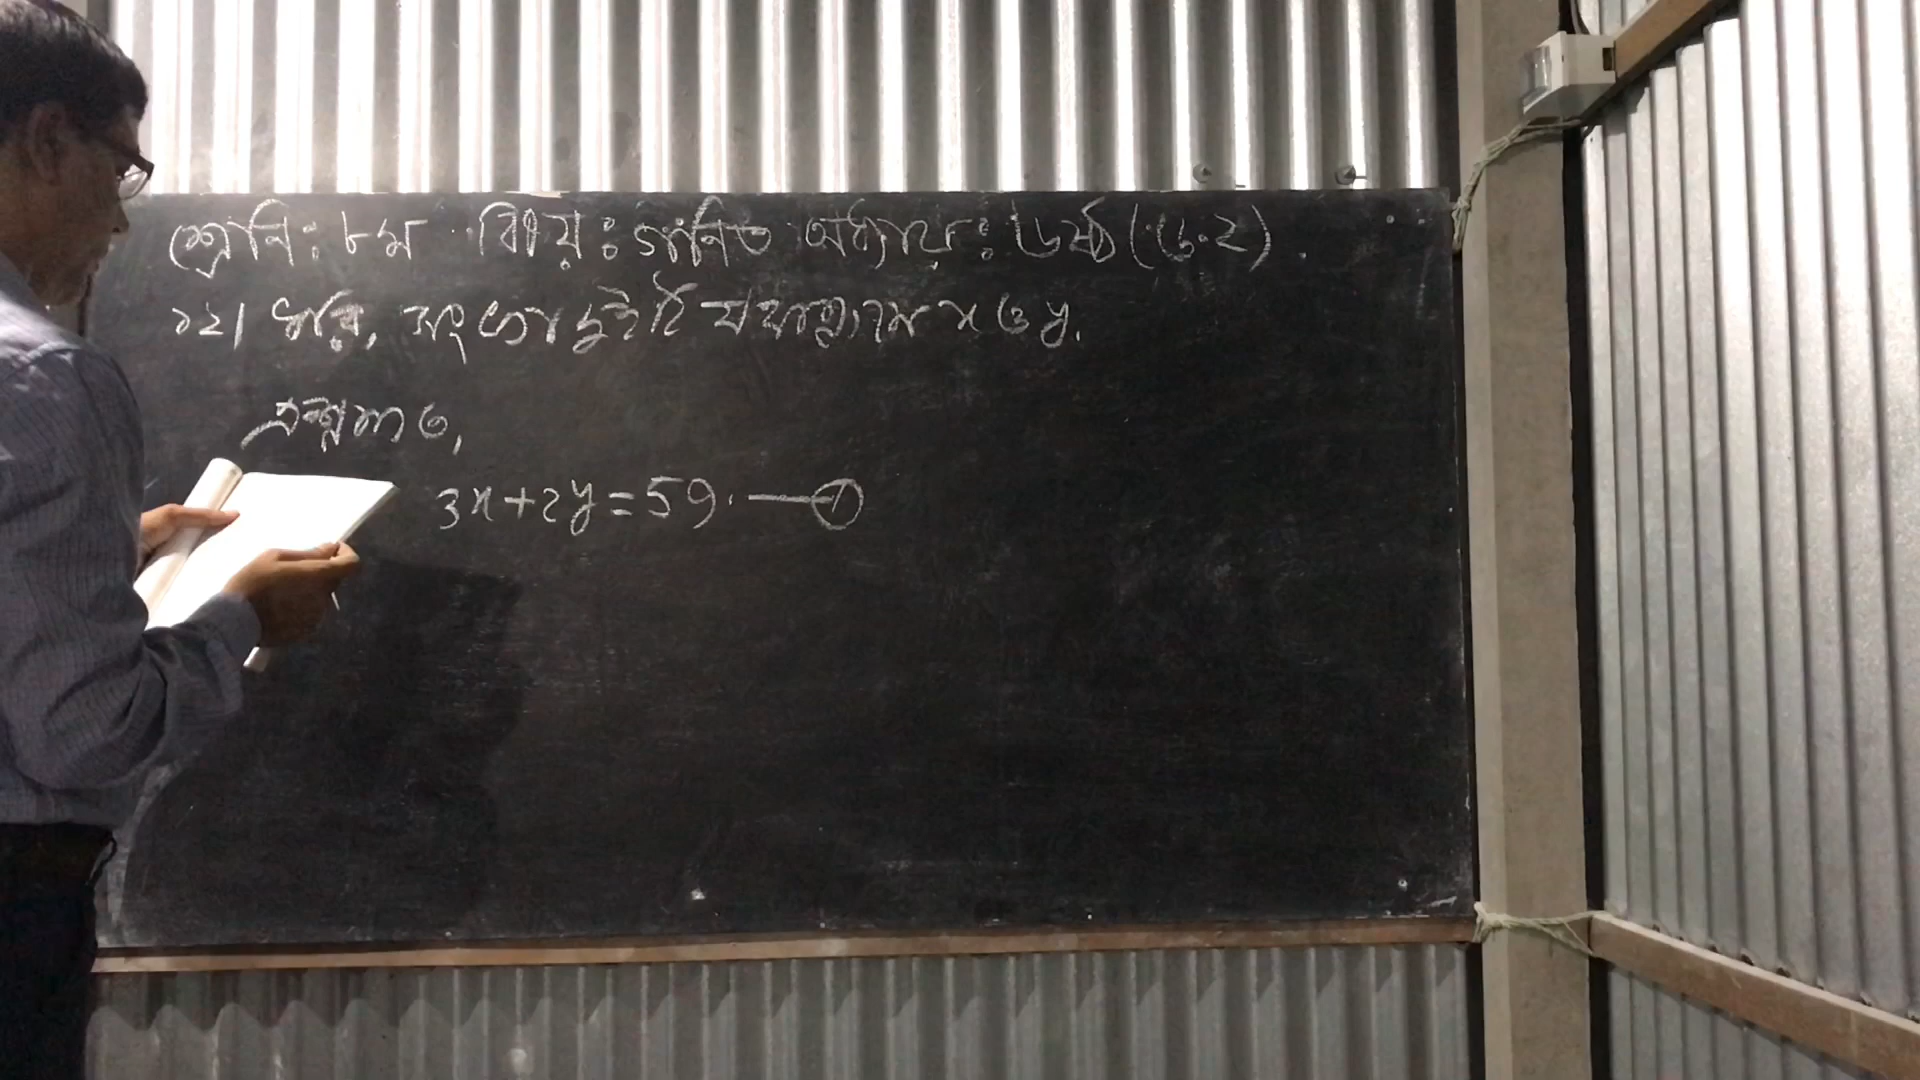 শ্রেণি: ৮ম বিষয়: গণিত অধ্যায়: ৬ষ্ঠ (৬.২).
১২। ধরি, সংখ্যা দুইটি যথাক্রমে x ও y.
প্রশ্নমতে,
3x+2y=59. —①